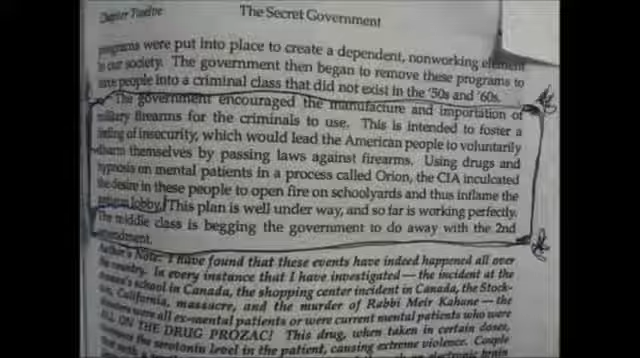 Chapter Twelve
The Secret Government
programs were put into place to create a dependent, nonworking element
in our society. The government then began to remove these programs to
people into a criminal class that did not exist in the '50s and '60s.
The government encouraged the manufacture and importation of
military firearms for the criminals to use. This is intended to foster a
feeling of insecurity, which would lead the American people to voluntarily
disarm themselves by passing laws against firearms. Using drugs and
hypnosis on mental patients in a process called Orion, the CIA inculcated
the desire in these people to open fire on schoolyards and thus inflame the
lobby. This plan is well under way, and so far is working perfectly.
The middle class is begging the government to do away with the 2nd
amendment.
Author's Note: I have found that these events have indeed happened all over
the country. In every instance that I have investigated — the incident at the
women's school in Canada, the shopping center incident in Canada, the Stock-
ton, California, massacre, and the murder of Rabbi Meir Kahane — the
were all ex-mental patients or were current mental patients who were
ALL ON THE DRUG PROZAC! This drug, when taken in certain doses,
the serotonin level in the patient, causing extreme violence. Couple